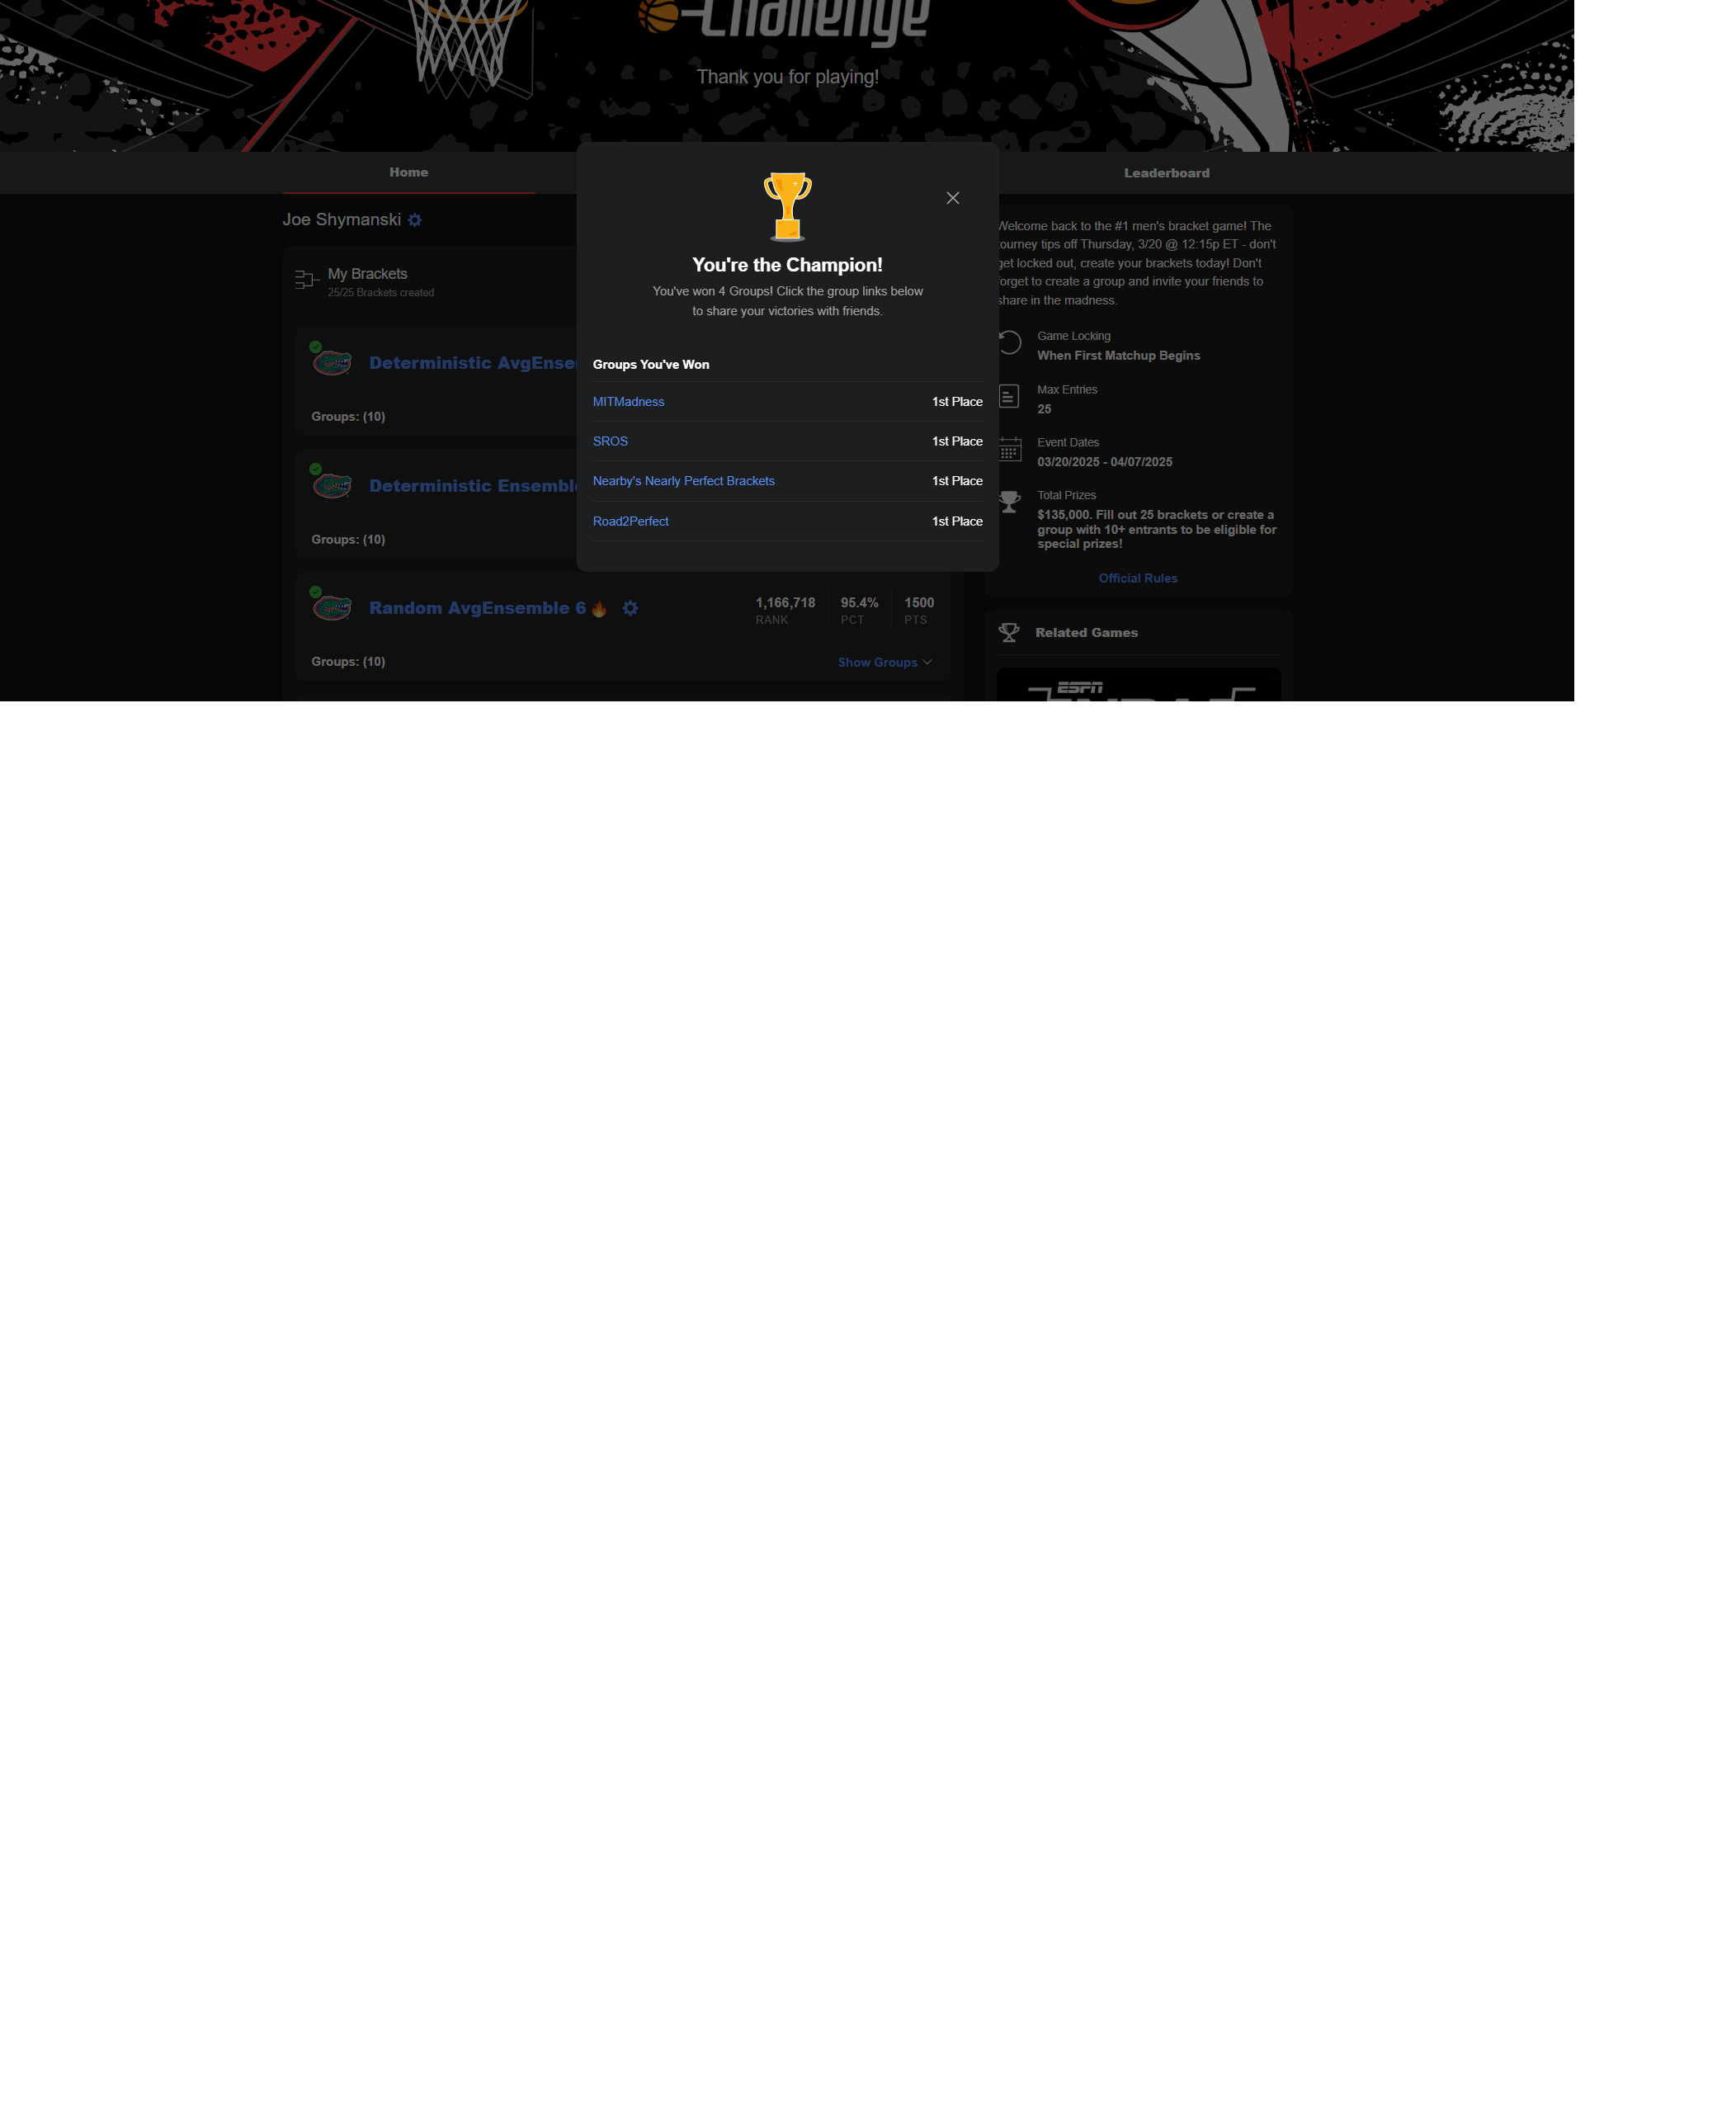 Challenge
Thank you for playing!
Home
Leaderboard
Joe Shymanski
My Brackets
25/25 Brackets created
Deterministic
Groups: (10)
Deterministic
Groups: (10)
Random AvgEnsemble 6
1,166,718
RANK
95.4%
PCT
1500
PTS
Groups: (10)
Show Groups
You're the Champion!
You've won 4 Groups! Click the group links below
to share your victories with friends.
Groups You've Won
MITMadness
1st Place
SROS
1st Place
Nearby's Nearly Perfect Brackets
1st Place
Road2Perfect
1st Place
Welcome back to the #1 men's bracket game! The
tourney tips off Thursday, 3/20 @ 12:15p ET - don't
get locked out, create your brackets today! Don't
forget to create a group and invite your friends to
share in the madness.
Game Locking
When First Matchup Begins
Max Entries
25
Event Dates
03/20/2025 - 04/07/2025
Total Prizes
$135,000. Fill out 25 brackets or create a
group with 10+ entrants to be eligible for
special prizes!
Official Rules
Related Games
ESPN